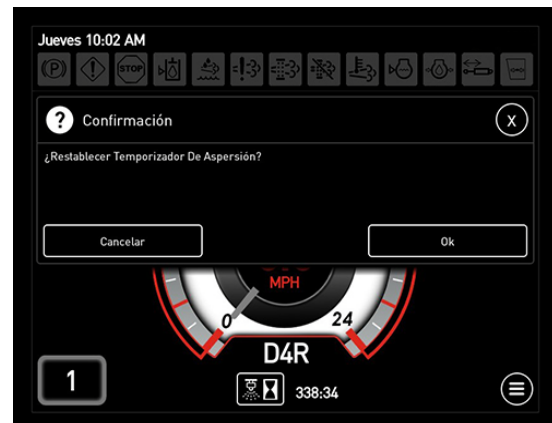 Jueves 10:02 AM
(P)
STOP
? Confirmación
X
¿Restablecer Temporizador De Aspersión?
Cancelar
Ok
MPH
0
24
D4R
1
338:34